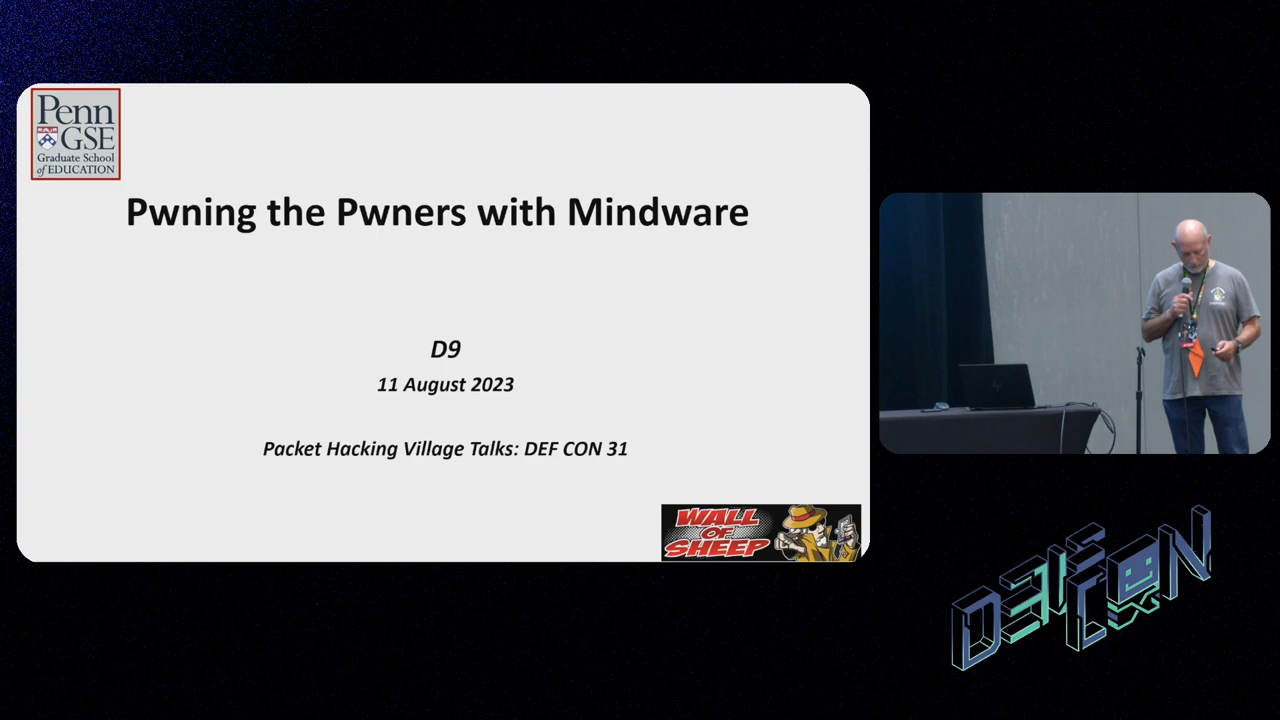 Penn
GSE
Graduate School
of EDUCATION
Pwning the Pwners with Mindware
D9
11 August 2023
Packet Hacking Village Talks: DEF CON 31
WALL
OF
SHEEP
DEF
CON